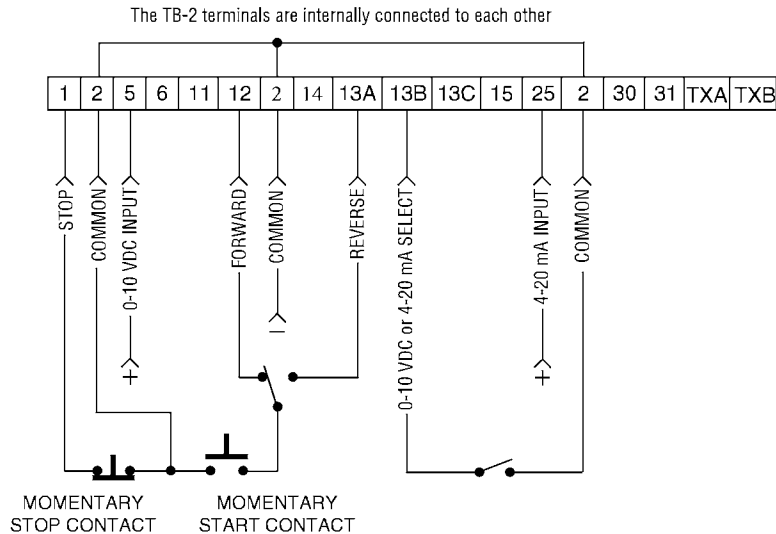 The TB-2 terminals are internally connected to each other
1 2 5 6 11 12 2 14 13A 13B 13C 15 25 2 30 31 TXA TXB
STOP
COMMON
0-10 VDC INPUT
+
FORWARD
COMMON
–
REVERSE
0-10 VDC or 4-20 mA SELECT
4-20 mA INPUT
+
COMMON
MOMENTARY
STOP CONTACT
MOMENTARY
START CONTACT